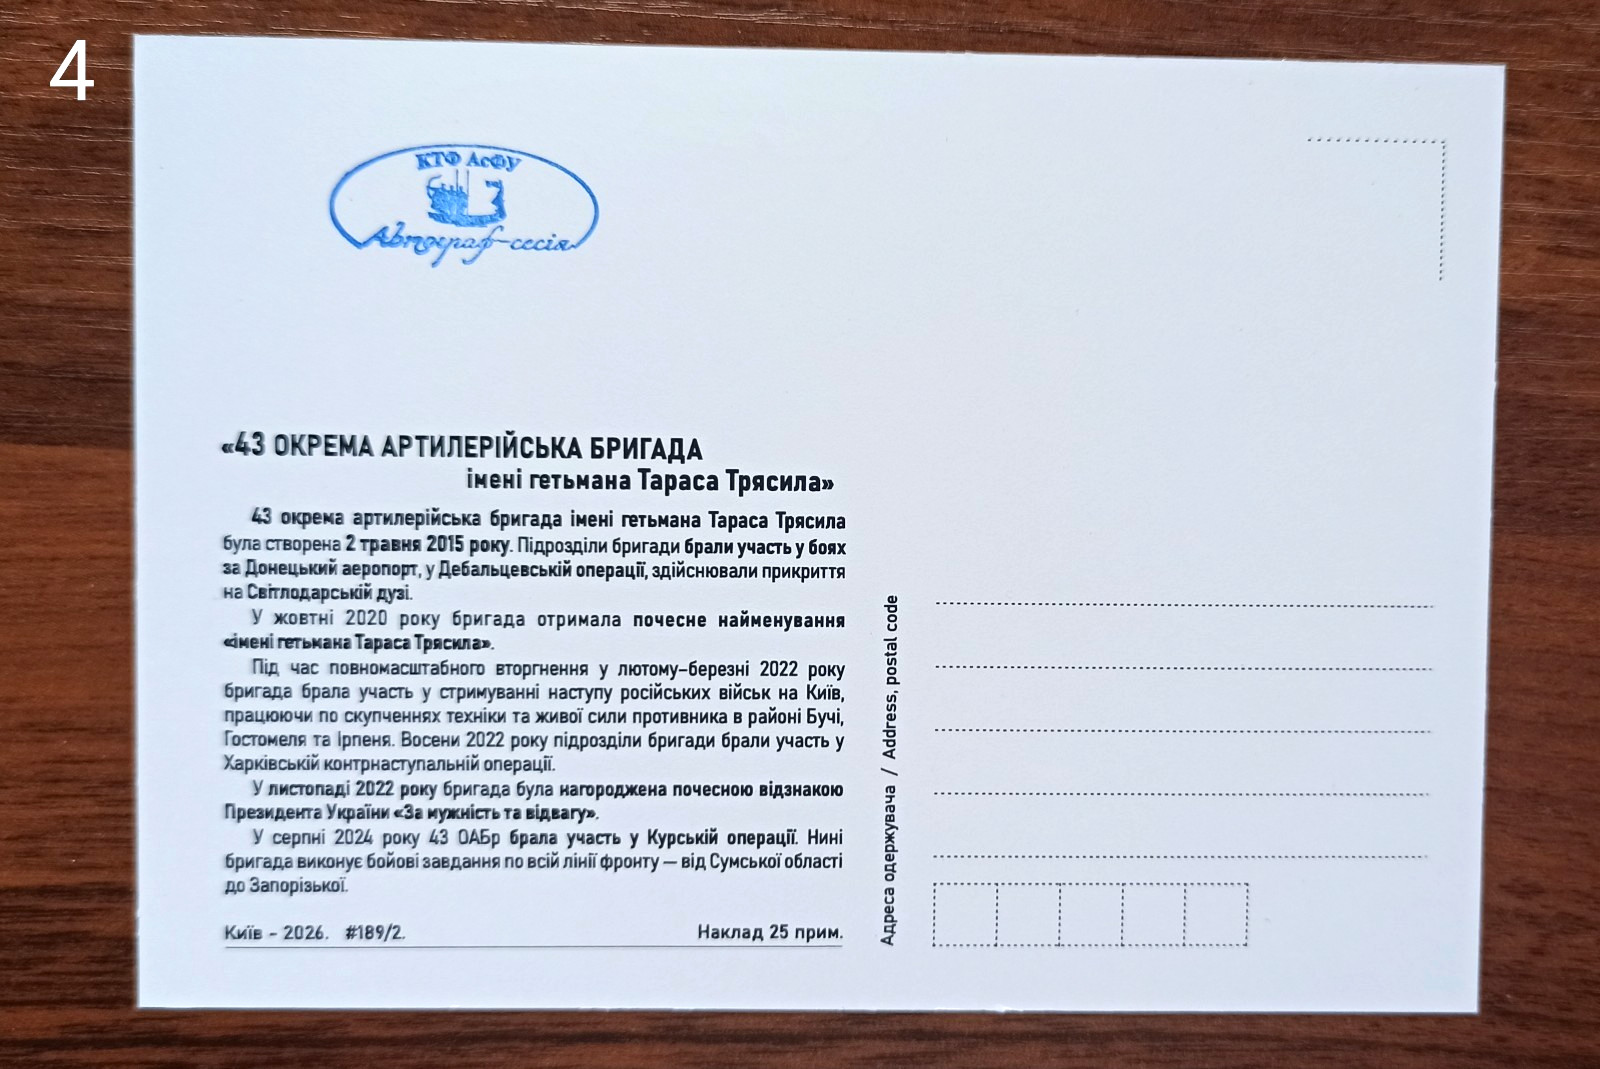 4
КТФ АсФУ
Автограф-сесія
«43 ОКРЕМА АРТИЛЕРІЙСЬКА БРИГАДА
імені гетьмана Тараса Трясила»
43 окрема артилерійська бригада імені гетьмана Тараса Трясила
була створена 2 травня 2015 року. Підрозділи бригади брали участь у боях
за Донецький аеропорт, у Дебальцевській операції, здійснювали прикриття
на Світлодарській дузі.
У жовтні 2020 року бригада отримала почесне найменування
«імені гетьмана Тараса Трясила».
Під час повномасштабного вторгнення у лютому–березні 2022 року
бригада брала участь у стримуванні наступу російських військ на Київ,
працюючи по скупченнях техніки та живої сили противника в районі Бучі,
Гостомеля та Ірпеня. Восени 2022 року підрозділи бригади брали участь у
Харківській контрнаступальній операції.
У листопаді 2022 року бригада була нагороджена почесною відзнакою
Президента України «За мужність та відвагу».
У серпні 2024 року 43 ОАБр брала участь у Курській операції. Нині
бригада виконує бойові завдання по всій лінії фронту — від Сумської області
до Запорізької.
Київ - 2026. #189/2. Наклад 25 прим.
Адреса одержувача / Address, postal code